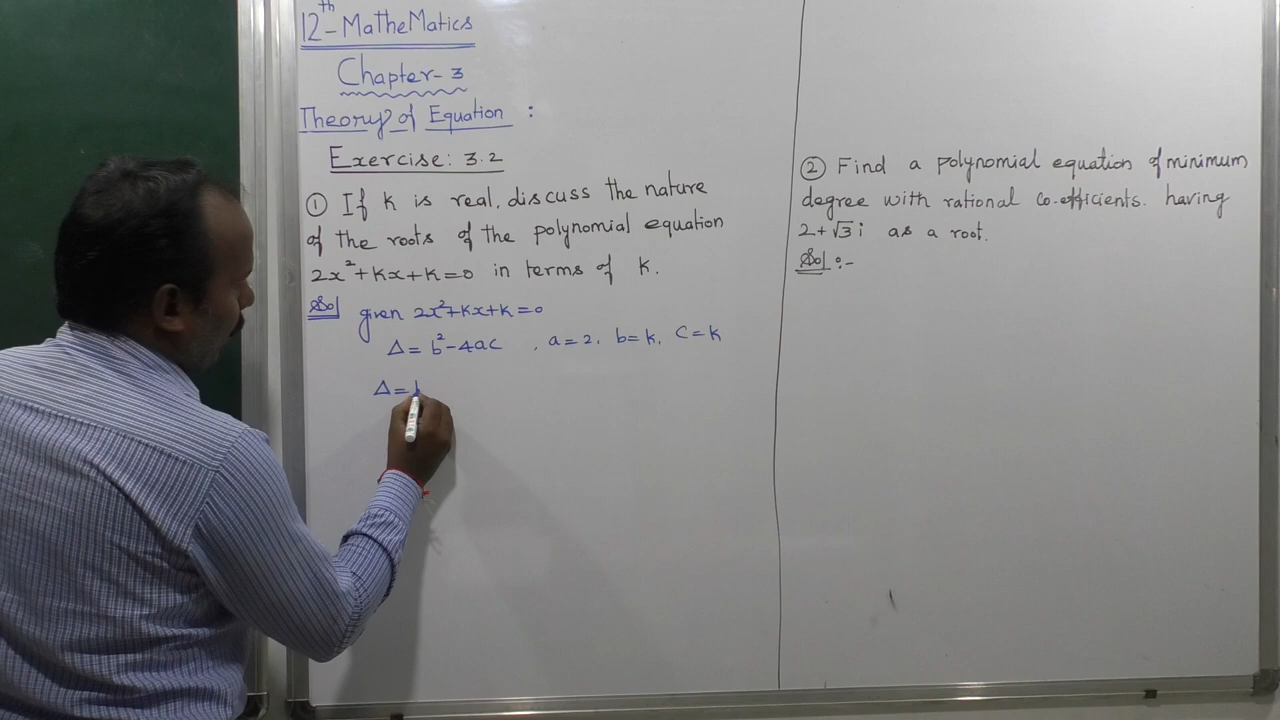 12th - MatheMatics
Chapter - 3
Theory of Equation :
Exercise: 3.2
① If k is real, discuss the nature
of the roots of the polynomial equation
2x²+kx+k=0 in terms of k.
Sol given 2x²+kx+k=0
Δ= b²-4ac , a=2, b=k, c=k
Δ=
② Find a polynomial equation of minimum
degree with rational co-efficients. having
2+√3 i as a root.
Sol :-